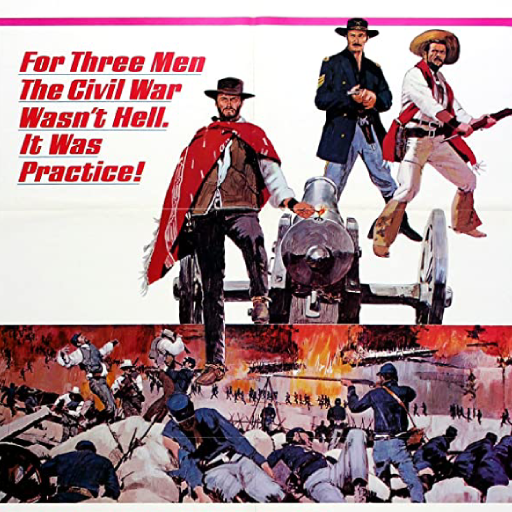 For Three Men
The Civil War
Wasn't Hell.
It Was
Practice!